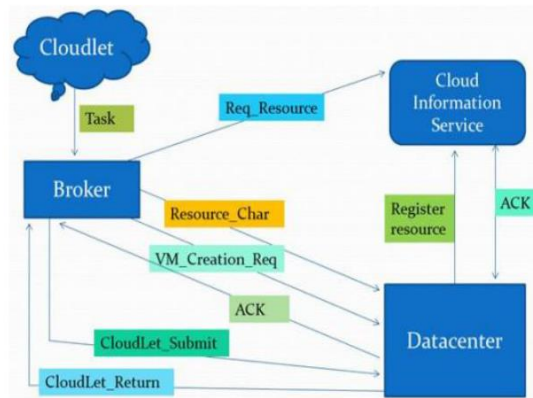 Cloudlet
Task
Req_Resource
Cloud
Information
Service
Broker
Resource_Char
Register
resource
ACK
VM_Creation_Req
ACK
CloudLet_Submit
Datacenter
CloudLet_Return